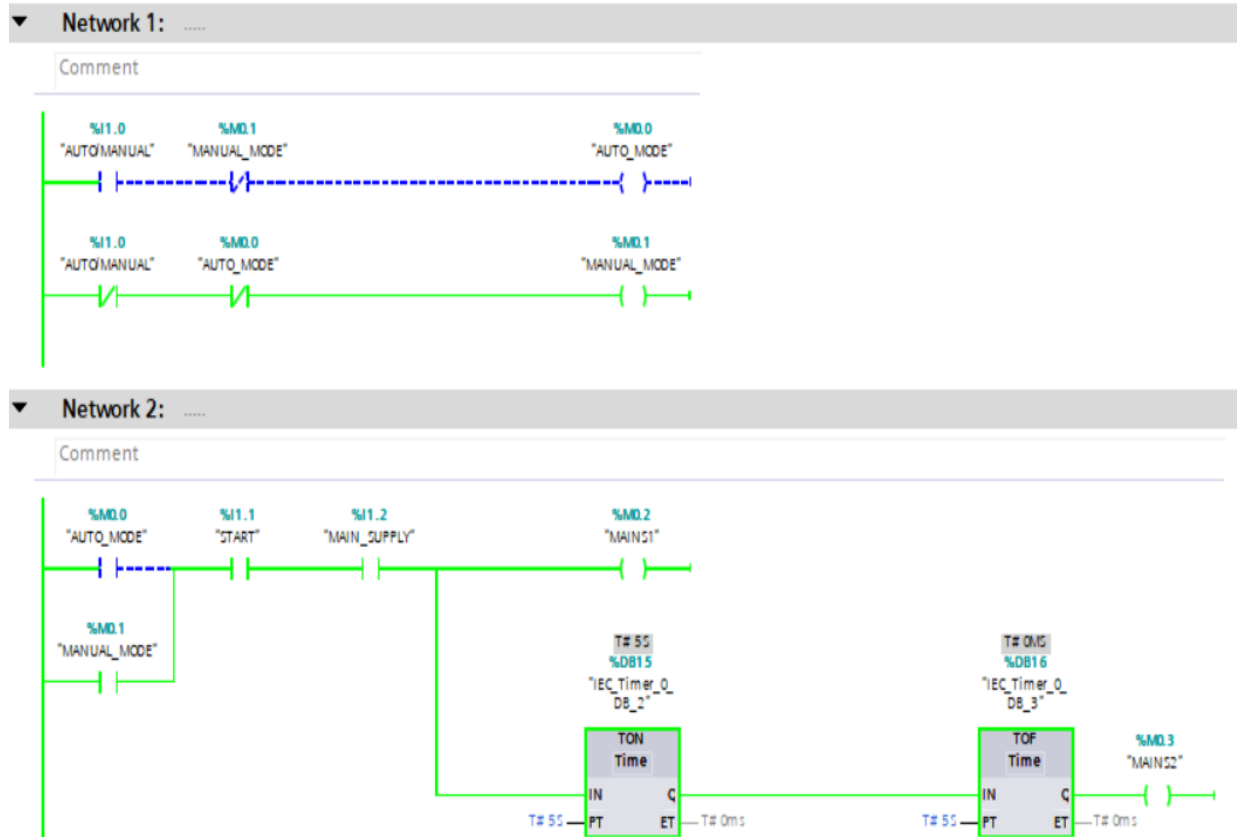 Network 1: .....
Comment
%I1.0 %M0.1 %M0.0
"AUTO/MANUAL" "MANUAL_MODE" "AUTO_MODE"
%I1.0 %M0.0 %M0.1
"AUTO/MANUAL" "AUTO_MODE" "MANUAL_MODE"
Network 2: .....
Comment
%M0.0 %I1.1 %I1.2 %M0.2
"AUTO_MODE" "START" "MAIN_SUPPLY" "MAINS1"
%M0.1
"MANUAL_MODE"
T# 5S T# 0MS
%DB15 %DB16
"IEC_Timer_0_ "IEC_Timer_0_
DB_2" DB_3"
TON TOF %M0.3
Time Time "MAINS2"
IN Q IN Q
T# 5S PT ET T# 0ms T# 5S PT ET T# 0ms